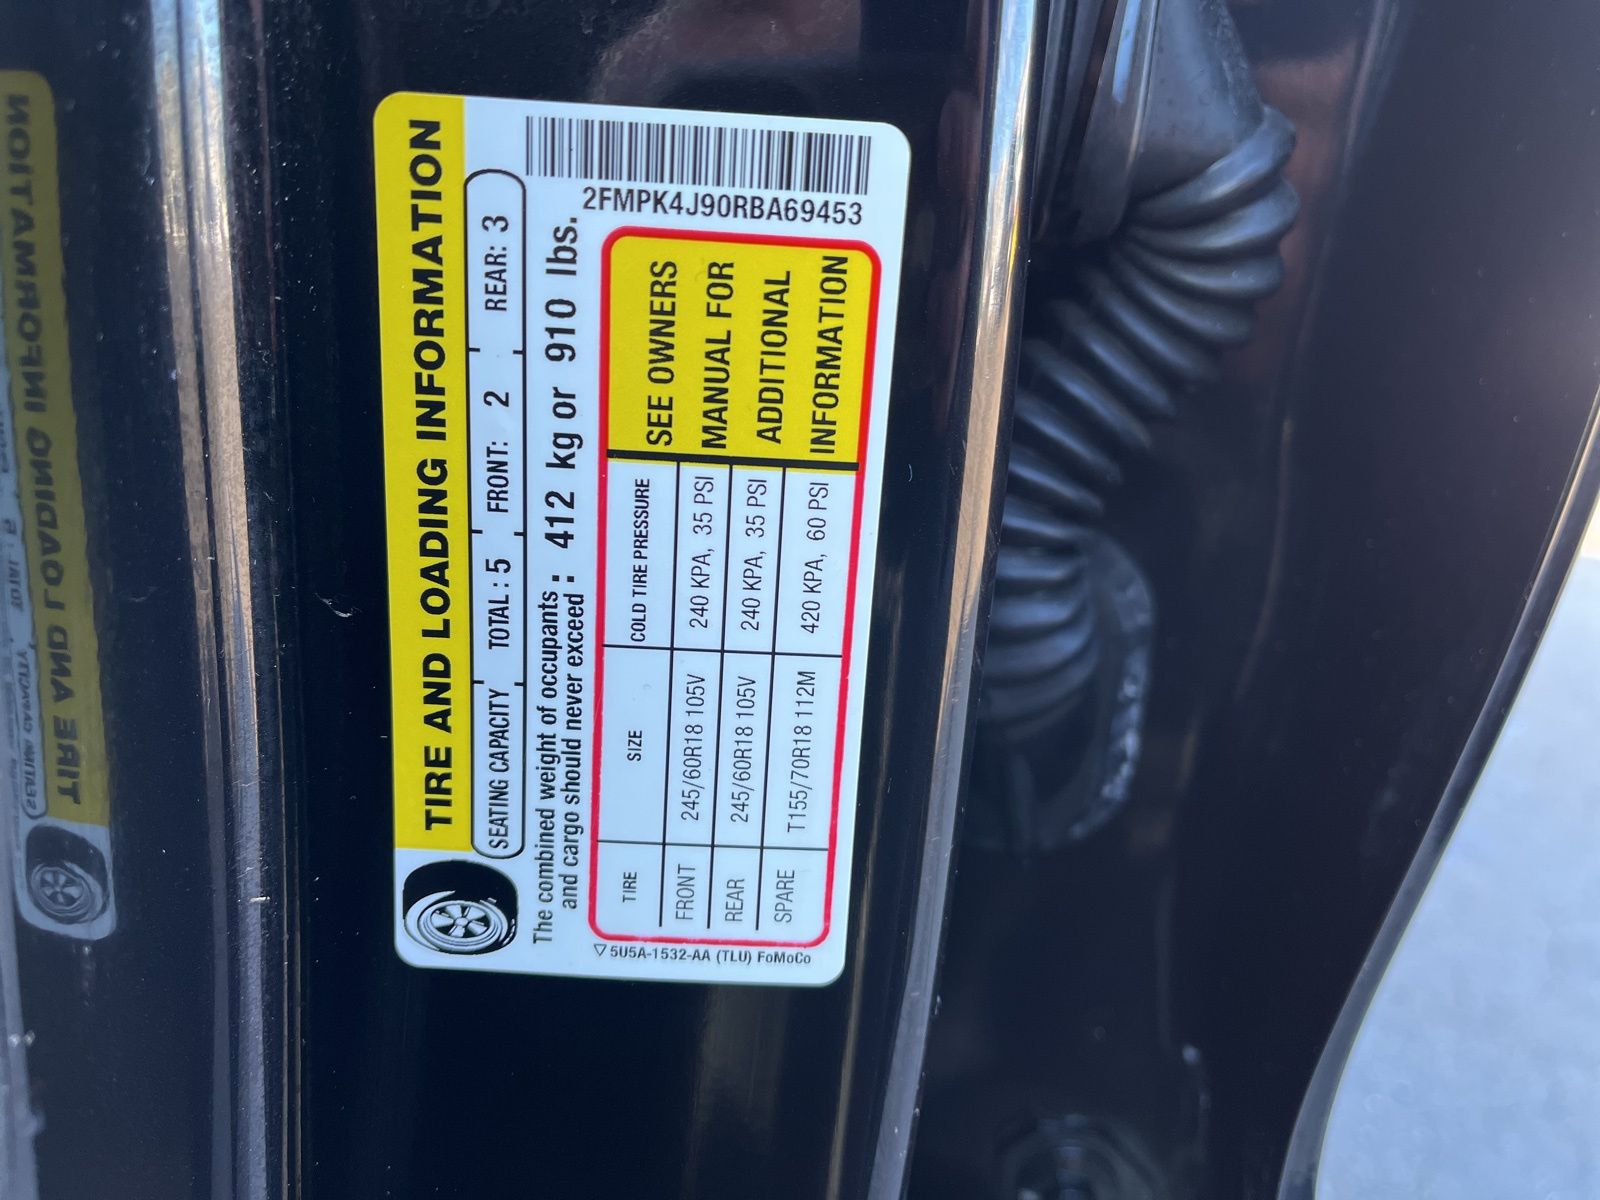 TIRE AND LOADING INFORMATION
SEATING CAPACITY TOTAL : 5 FRONT: 2 REAR: 3
The combined weight of occupants
and cargo should never exceed : 412 kg or 910 lbs.
2FMPK4J90RBA69453
TIRE SIZE COLD TIRE PRESSURE
FRONT 245/60R18 105V 240 KPA, 35 PSI
REAR 245/60R18 105V 240 KPA, 35 PSI
SPARE T155/70R18 112M 420 KPA, 60 PSI
SEE OWNERS
MANUAL FOR
ADDITIONAL
INFORMATION
5U5A-1532-AA (TLU) FoMoCo
TIRE AND LOADING INFORMATION
SEATING CAPACITY TOTAL